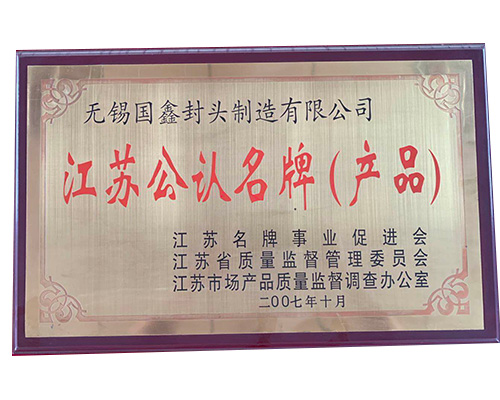 无锡国鑫封头制造有限公司
江苏公认名牌(产品)
江苏名牌事业促进会
江苏省质量监督管理委员会
江苏市场产品质量监督调查办公室
二〇〇七年十月